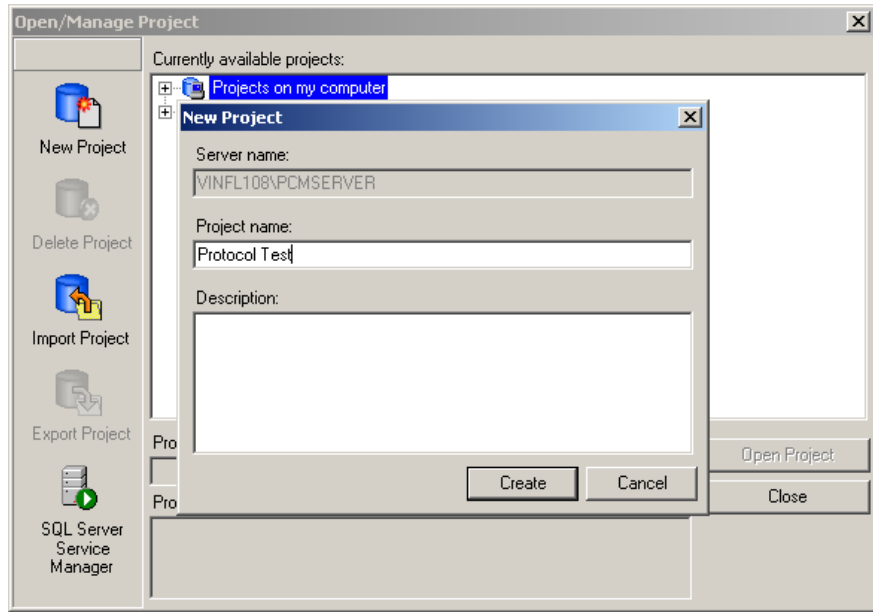 Open/Manage Project
Currently available projects:
Projects on my computer
New Project
New Project
Server name:
VINFL108\PCMSERVER
Delete Project
Project name:
Protocol Test
Import Project
Description:
Export Project
Pro
Open Project
Create
Cancel
Pro
Close
SQL Server
Service
Manager